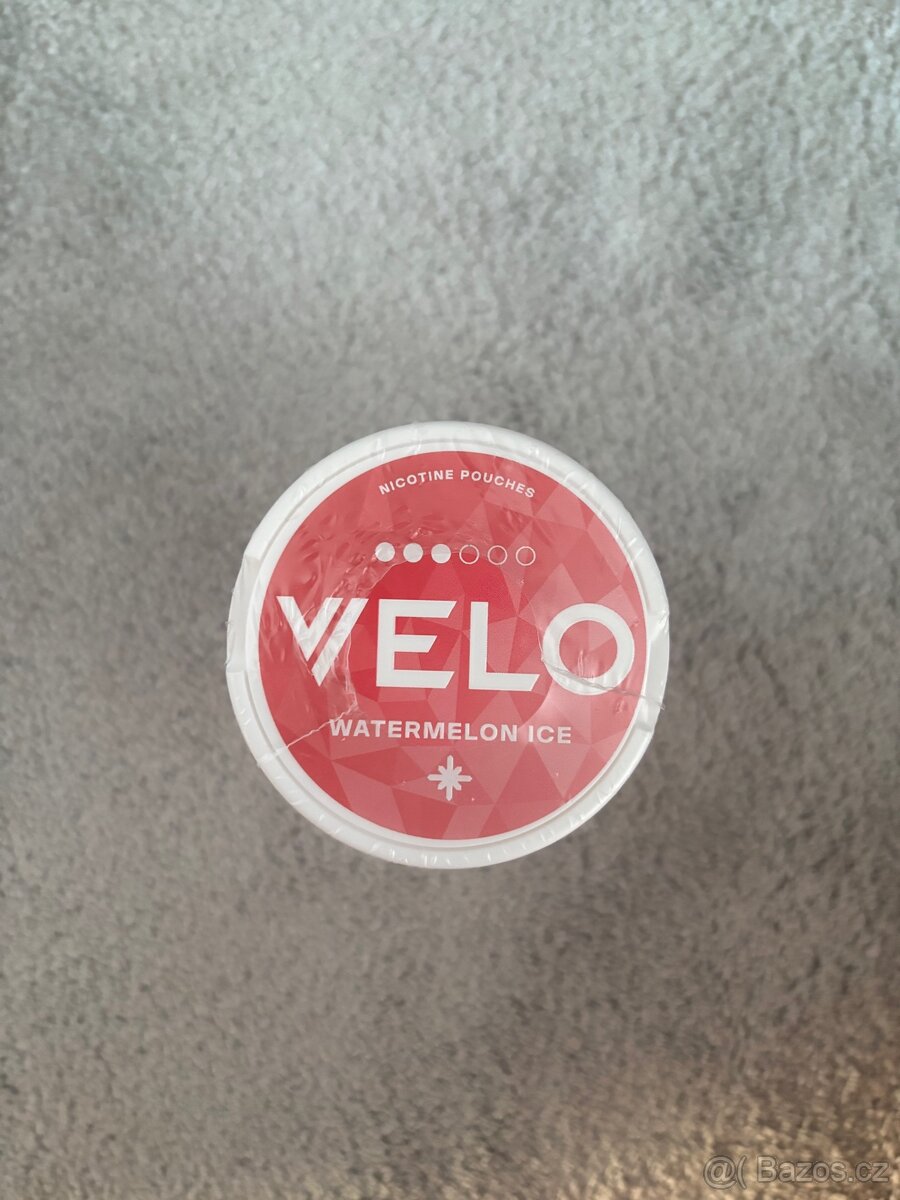 NICOTINE POUCHES
VELO
WATERMELON ICE
@( Bazos.cz